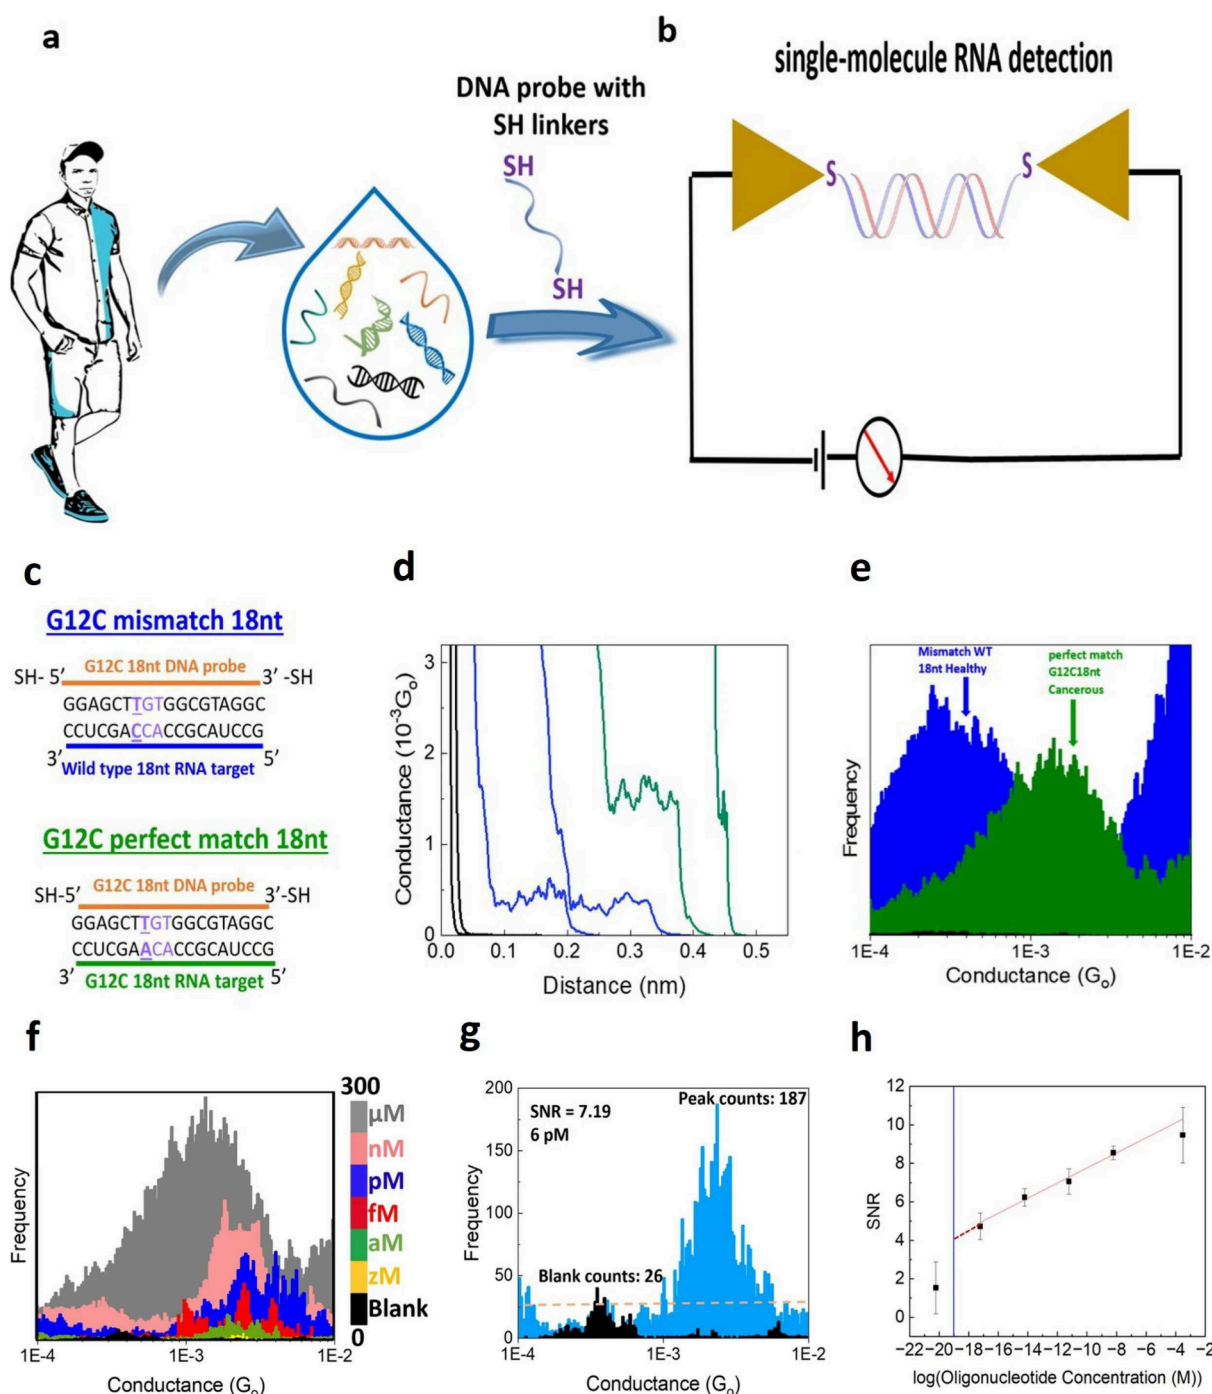 a
b
single-molecule RNA detection
DNA probe with
SH linkers
SH
SH
S
S
c
G12C mismatch 18nt
G12C 18nt DNA probe
SH- 5’
3’ -SH
GGAGCTTGTGGCGTAGGC
CCUCGACCACCGCAUCCG
3’
5’
Wild type 18nt RNA target
G12C perfect match 18nt
G12C 18nt DNA probe
SH-5’
3’-SH
GGAGCTTGTGGCGTAGGC
CCUCGAACACCGCAUCCG
3’
5’
G12C 18nt RNA target
d
Conductance (10⁻³Gₒ)
3
2
1
0
0.0 0.1 0.2 0.3 0.4 0.5
Distance (nm)
e
Mismatch WT
18nt Healthy
perfect match
G12C18nt
Cancerous
Frequency
1E-4 1E-3 1E-2
Conductance (Gₒ)
f
300
μM
nM
pM
fM
aM
zM
Blank
0
Frequency
1E-4 1E-3 1E-2
Conductance (Gₒ)
g
200
150
100
50
0
SNR = 7.19
6 pM
Peak counts: 187
Blank counts: 26
Frequency
1E-4 1E-3 1E-2
Conductance (Gₒ)
h
12
10
8
6
4
2
0
SNR
−22 −20 −18 −16 −14 −12 −10 −8 −6 −4 −2
log(Oligonucleotide Concentration (M))